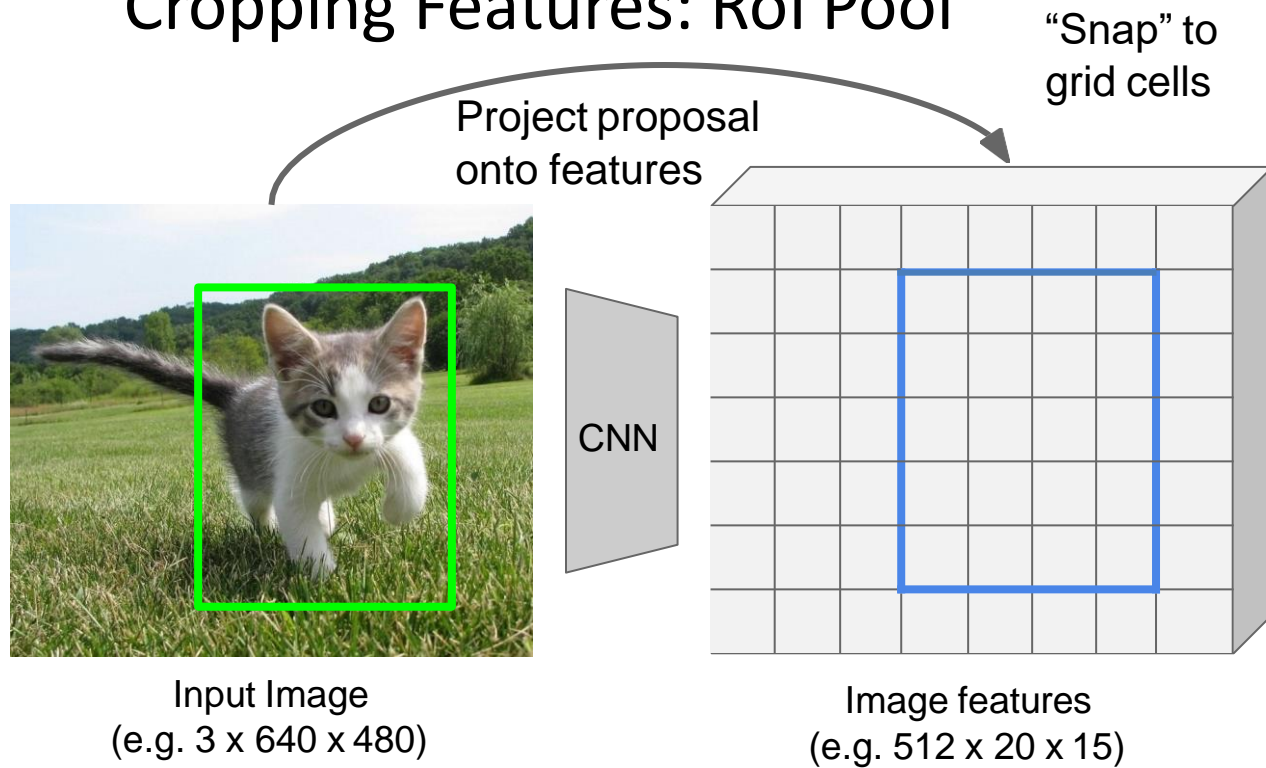 Cropping Features: RoI Pool
"Snap" to
grid cells
Project proposal
onto features
CNN
Input Image
(e.g. 3 x 640 x 480)
Image features
(e.g. 512 x 20 x 15)